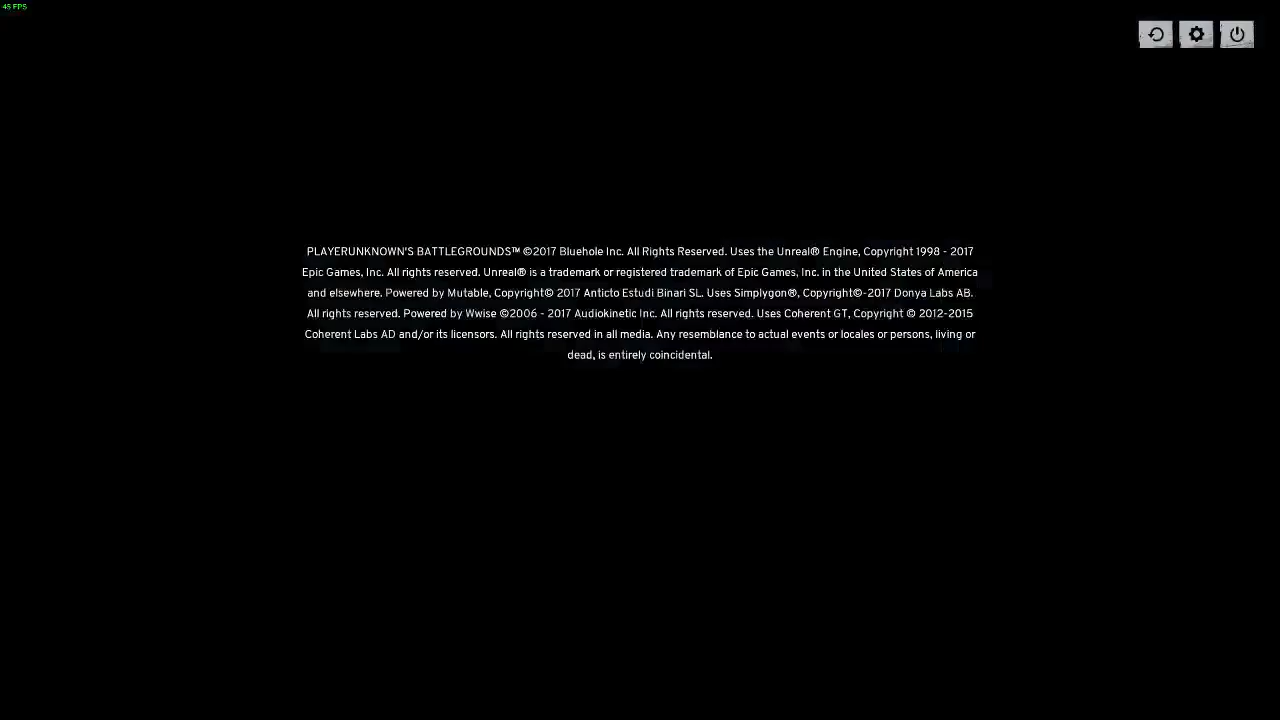 45 FPS
PLAYERUNKNOWN'S BATTLEGROUNDS™ ©2017 Bluehole Inc. All Rights Reserved. Uses the Unreal® Engine, Copyright 1998 - 2017
Epic Games, Inc. All rights reserved. Unreal® is a trademark or registered trademark of Epic Games, Inc. in the United States of America
and elsewhere. Powered by Mutable, Copyright© 2017 Anticto Estudi Binari SL. Uses Simplygon®, Copyright©-2017 Donya Labs AB.
All rights reserved. Powered by Wwise ©2006 - 2017 Audiokinetic Inc. All rights reserved. Uses Coherent GT, Copyright © 2012-2015
Coherent Labs AD and/or its licensors. All rights reserved in all media. Any resemblance to actual events or locales or persons, living or
dead, is entirely coincidental.